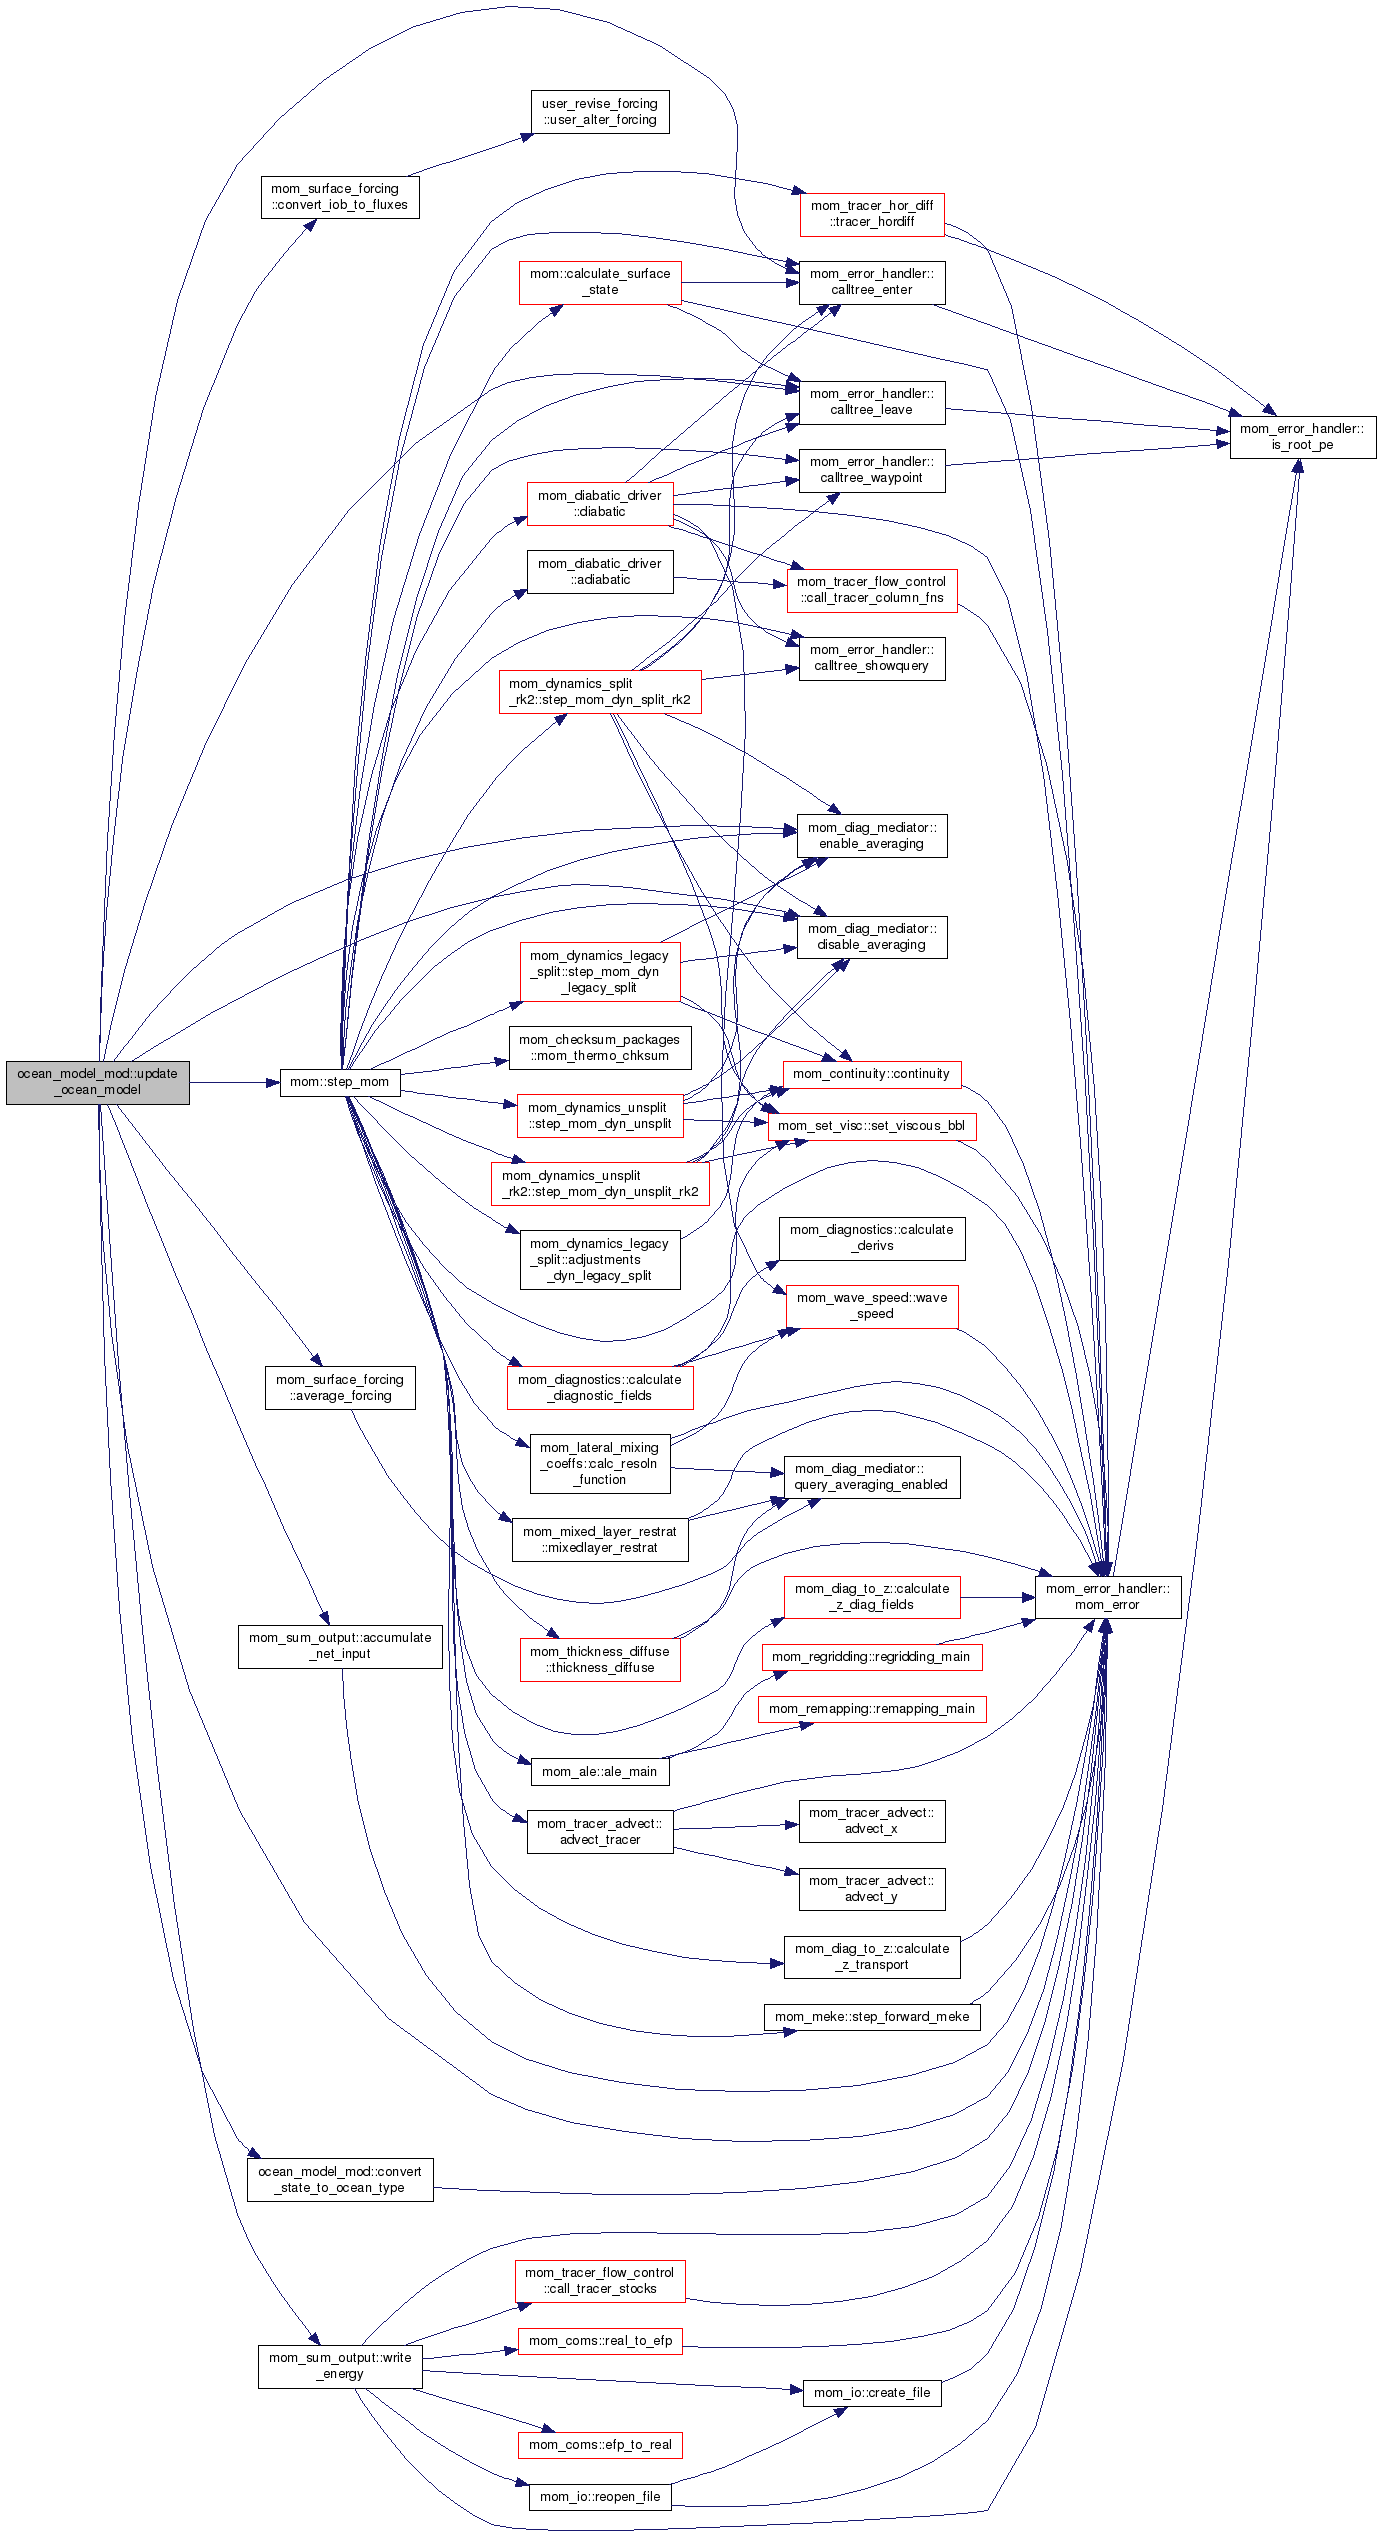 user_revise_forcing
::user_alter_forcing
mom_surface_forcing
::convert_iob_to_fluxes
mom_tracer_hor_diff
::tracer_hordiff
mom::calculate_surface
_state
mom_error_handler::
calltree_enter
mom_error_handler::
calltree_leave
mom_error_handler::
is_root_pe
mom_error_handler::
calltree_waypoint
mom_diabatic_driver
::diabatic
mom_diabatic_driver
::adiabatic
mom_tracer_flow_control
::call_tracer_column_fns
mom_error_handler::
calltree_showquery
mom_dynamics_split
_rk2::step_mom_dyn_split_rk2
mom_diag_mediator::
enable_averaging
mom_diag_mediator::
disable_averaging
mom_dynamics_legacy
_split::step_mom_dyn
_legacy_split
mom_checksum_packages
::mom_thermo_chksum
ocean_model_mod::update
_ocean_model
mom::step_mom
mom_continuity::continuity
mom_dynamics_unsplit
::step_mom_dyn_unsplit
mom_set_visc::set_viscous_bbl
mom_dynamics_unsplit
_rk2::step_mom_dyn_unsplit_rk2
mom_diagnostics::calculate
_derivs
mom_dynamics_legacy
_split::adjustments
_dyn_legacy_split
mom_wave_speed::wave
_speed
mom_surface_forcing
::average_forcing
mom_diagnostics::calculate
_diagnostic_fields
mom_lateral_mixing
_coeffs::calc_resoln
_function
mom_diag_mediator::
query_averaging_enabled
mom_mixed_layer_restrat
::mixedlayer_restrat
mom_diag_to_z::calculate
_z_diag_fields
mom_error_handler::
mom_error
mom_sum_output::accumulate
_net_input
mom_thickness_diffuse
::thickness_diffuse
mom_regridding::regridding_main
mom_remapping::remapping_main
mom_ale::ale_main
mom_tracer_advect::
advect_tracer
mom_tracer_advect::
advect_x
mom_tracer_advect::
advect_y
mom_diag_to_z::calculate
_z_transport
mom_meke::step_forward_meke
ocean_model_mod::convert
_state_to_ocean_type
mom_tracer_flow_control
::call_tracer_stocks
mom_coms::real_to_efp
mom_sum_output::write
_energy
mom_io::create_file
mom_coms::efp_to_real
mom_io::reopen_file